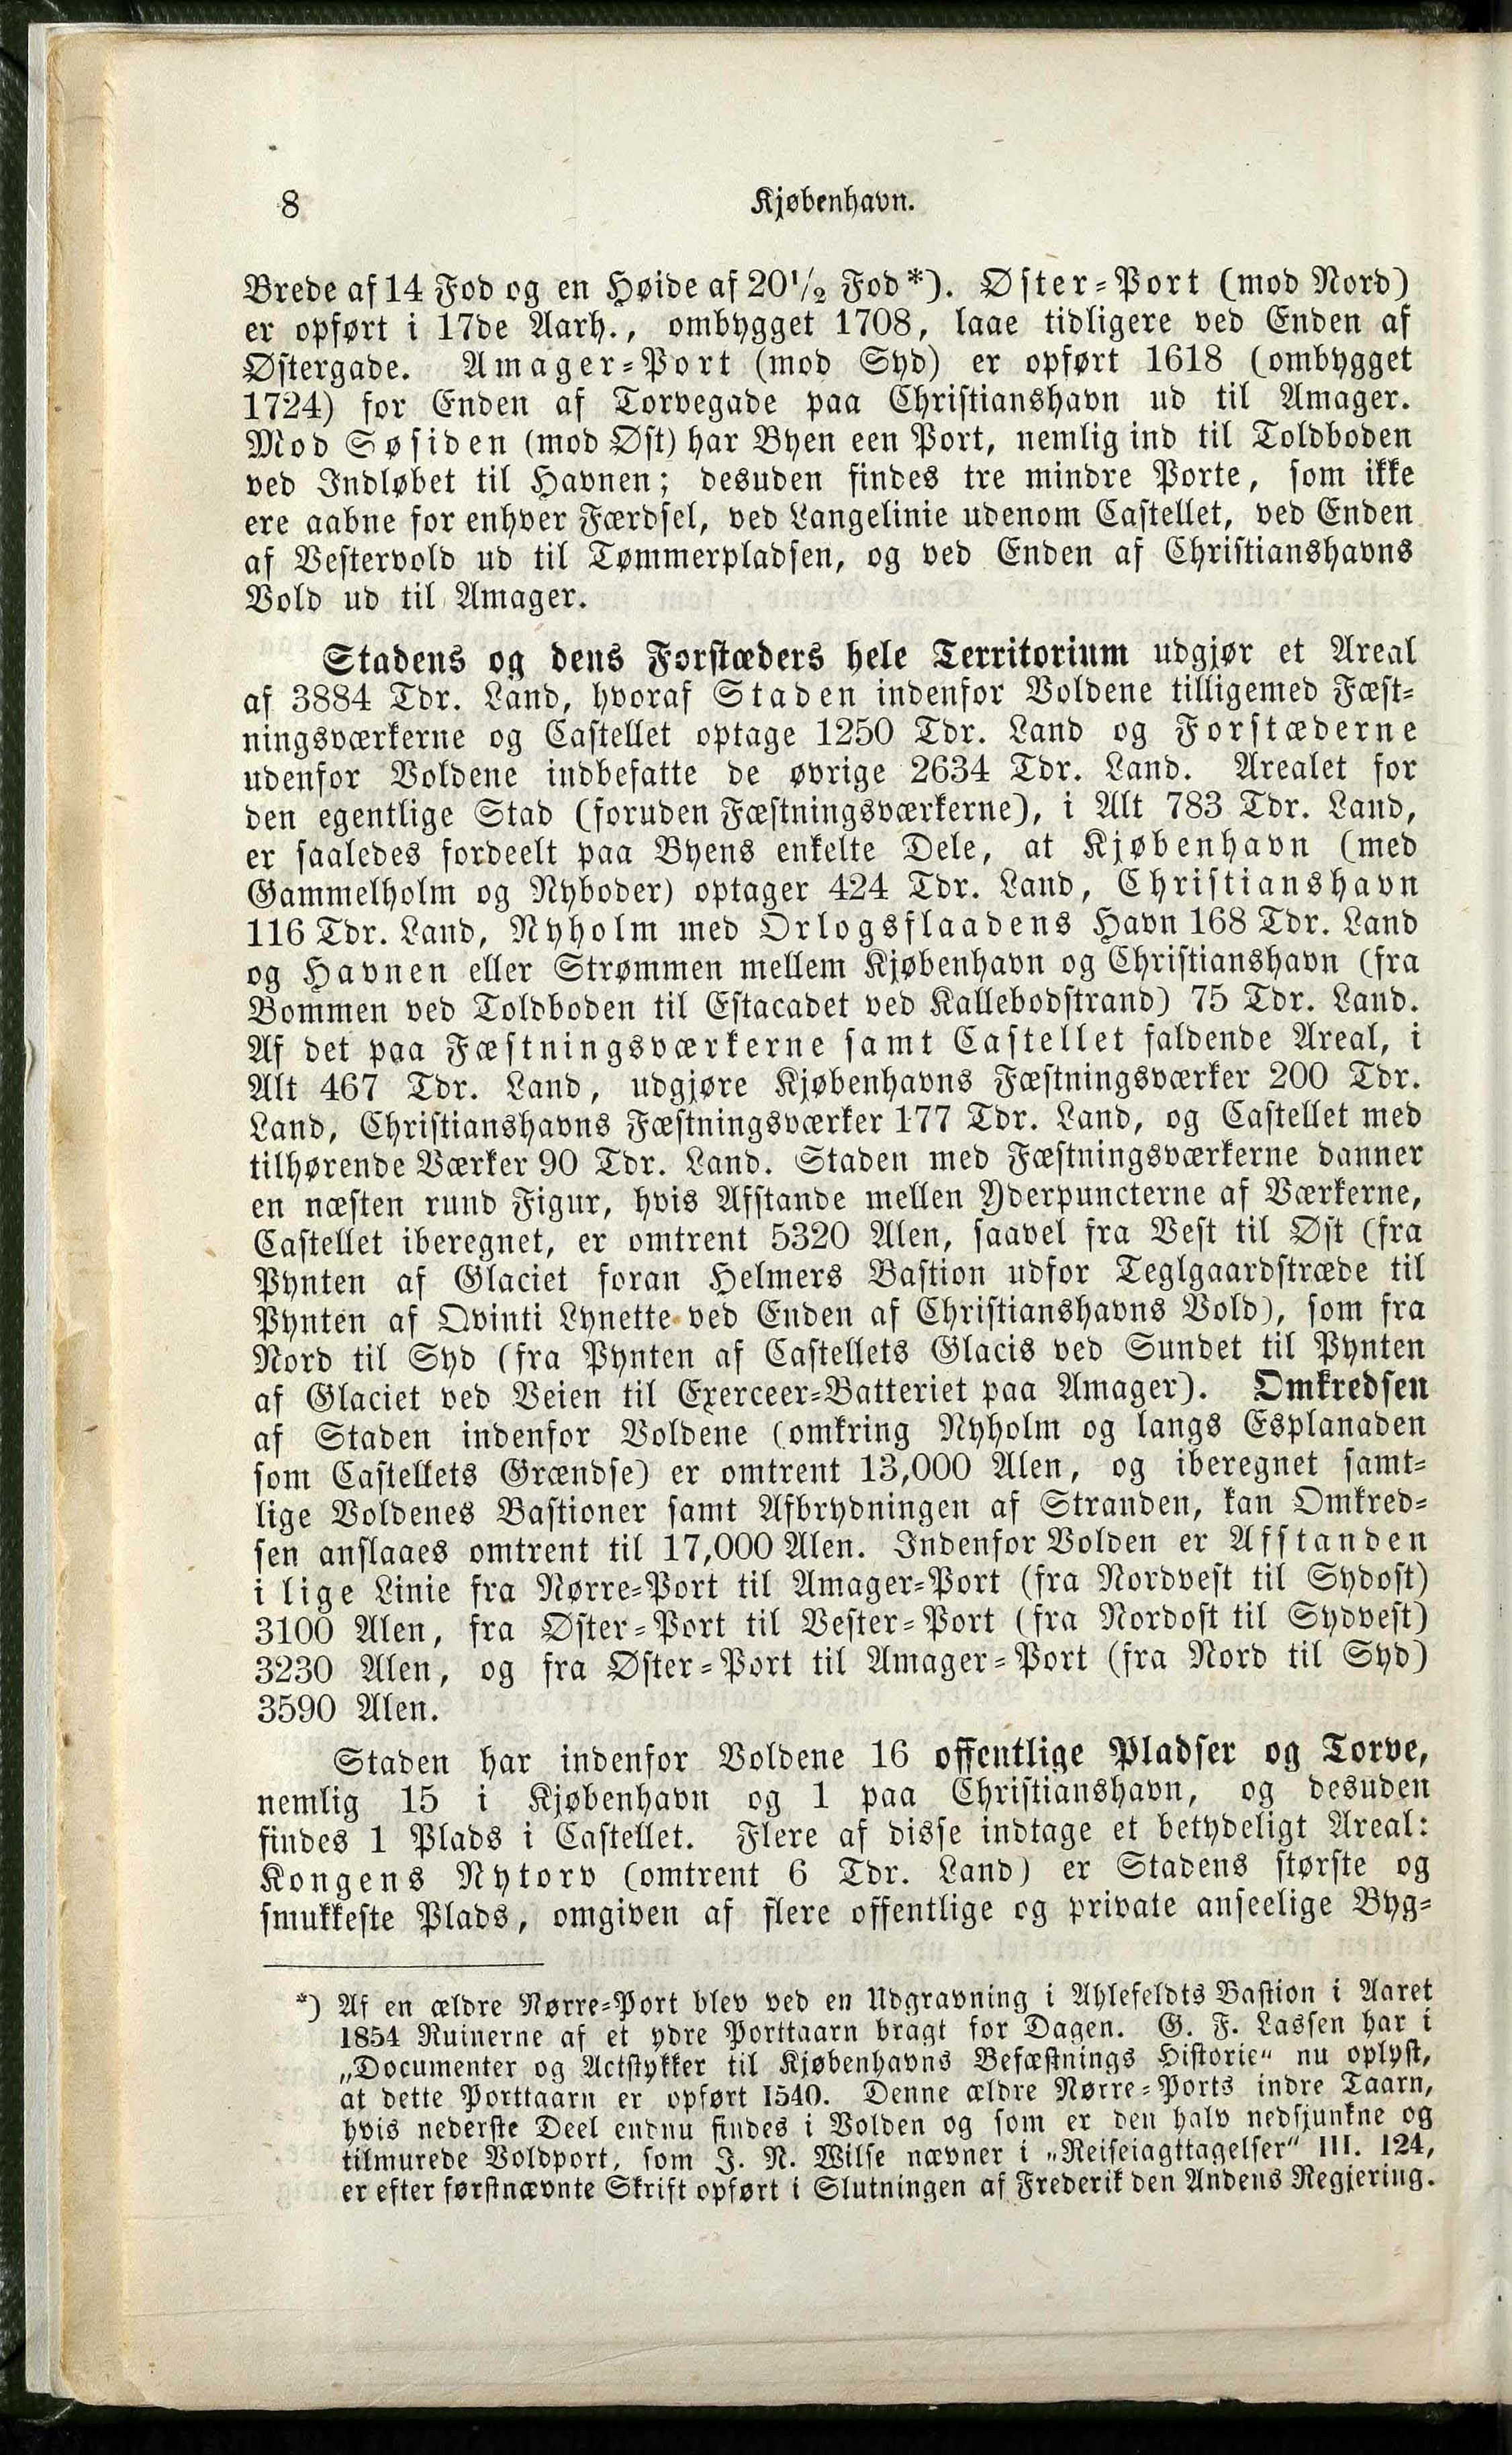 8 Kjøbenhavn.
Brede af 14 Fod og en Høide af 20½ Fod*). Øster-Port (mod Nord)
er opført i 17de Aarh., ombygget 1708, laae tidligere ved Enden af
Østergade. Amager-Port (mod Syd) er opført 1618 (ombygget
1724) for Enden af Torvegade paa Christianshavn ud til Amager.
Mod Søsiden (mod Øst) har Byen een Port, nemlig ind til Toldboden
ved Indløbet til Havnen; desuden findes tre mindre Porte, som ikke
ere aabne for enhver Færdsel, ved Langelinie udenom Castellet, ved Enden
af Vestervold ud til Tømmerpladsen, og ved Enden af Christianshavns
Vold ud til Amager.
Stadens og dens Forstæders hele Territorium udgjør et Areal
af 3884 Tdr. Land, hvoraf Staden indenfor Voldene tilligemed Fæst-
ningsværkerne og Castellet optage 1250 Tdr. Land og Forstæderne
udenfor Voldene indbefatte de øvrige 2634 Tdr. Land. Arealet for
den egentlige Stad (foruden Fæstningsværkerne), i Alt 783 Tdr. Land,
er saaledes fordeelt paa Byens enkelte Dele, at Kjøbenhavn (med
Gammelholm og Nyboder) optager 424 Tdr. Land, Christianshavn
116 Tdr. Land, Nyholm med Orlogsflaadens Havn 168 Tdr. Land
og Havnen eller Strømmen mellem Kjøbenhavn og Christianshavn (fra
Bommen ved Toldboden til Estacadet ved Kallebodstrand) 75 Tdr. Land.
Af det paa Fæstningsværkerne samt Castellet faldende Areal, i
Alt 467 Tdr. Land, udgjøre Kjøbenhavns Fæstningsværker 200 Tdr.
Land, Christianshavns Fæstningsværker 177 Tdr. Land, og Castellet med
tilhørende Værker 90 Tdr. Land. Staden med Fæstningsværkerne danner
en næsten rund Figur, hvis Afstande mellen Yderpuncterne af Værkerne,
Castellet iberegnet, er omtrent 5320 Alen, saavel fra Vest til Øst (fra
Pynten af Glaciet foran Helmers Bastion udfor Teglgaardstræde til
Pynten af Qvinti Lynette ved Enden af Christianshavns Vold), som fra
Nord til Syd (fra Pynten af Castellets Glacis ved Sundet til Pynten
af Glaciet ved Veien til Exerceer-Batteriet paa Amager). Omkredsen
af Staden indenfor Voldene (omkring Nyholm og langs Esplanaden
som Castellets Grændse) er omtrent 13,000 Alen, og iberegnet samt-
lige Voldenes Bastioner samt Afbrydningen af Stranden, kan Omkred-
sen anslaaes omtrent til 17,000 Alen. Indenfor Volden er Afstanden
i lige Linie fra Nørre-Port til Amager-Port (fra Nordvest til Sydost)
3100 Alen, fra Øster-Port til Vester-Port (fra Nordost til Sydvest)
3230 Alen, og fra Øster-Port til Amager-Port (fra Nord til Syd)
3590 Alen.
Staden har indenfor Voldene 16 offentlige Pladser og Torve,
nemlig 15 i Kjøbenhavn og 1 paa Christianshavn, og desuden
findes 1 Plads i Castellet. Flere af disse indtage et betydeligt Areal:
Kongens Nytorv (omtrent 6 Tdr. Land) er Stadens største og
smukkeste Plads, omgiven af flere offentlige og private anseelige Byg-
*) Af en ældre Nørre-Port blev ved en Udgravning i Ahlefeldts Bastion i Aaret
1854 Ruinerne af et ydre Porttaarn bragt for Dagen. G. F. Lassen har i
„Documenter og Actstykker til Kjøbenhavns Befæstnings Historie“ nu oplyst,
at dette Porttaarn er opført 1540. Denne ældre Nørre-Ports indre Taarn,
hvis nederste Deel endnu findes i Volden og som er den halv nedsjunkne og
tilmurede Voldport, som J. N. Wilse nævner i „Reiseiagttagelser“ III. 124,
er efter førstnævnte Skrift opført i Slutningen af Frederik den Andens Regjering.